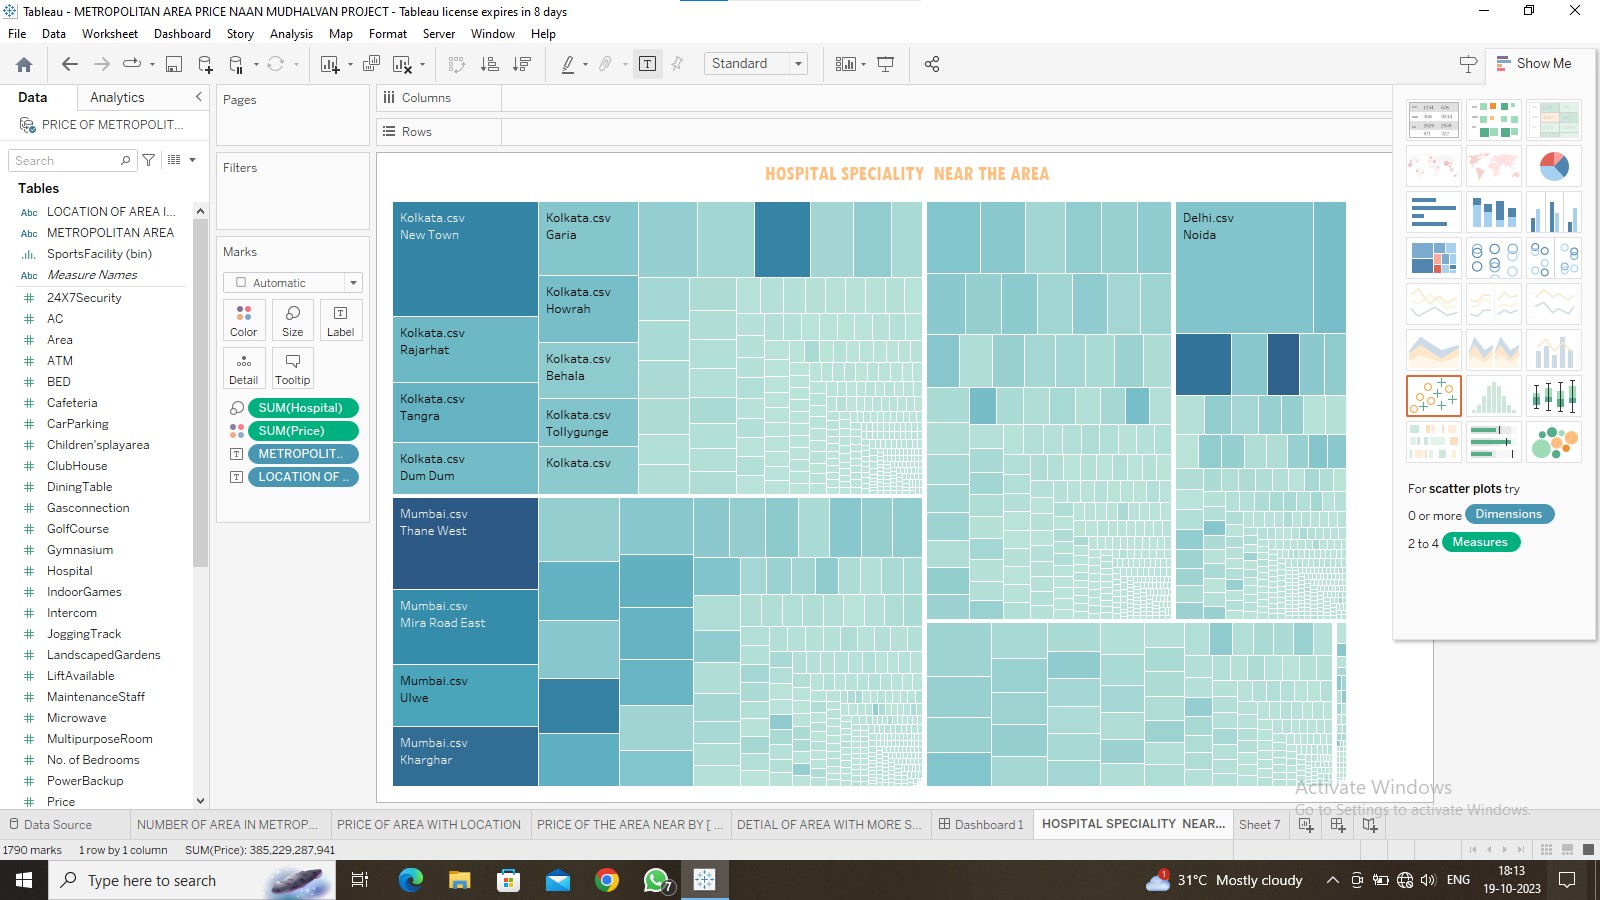 Tableau - METROPOLITAN AREA PRICE NAAN MUDHALVAN PROJECT - Tableau license expires in 8 days
File Data Worksheet Dashboard Story Analysis Map Format Server Window Help
Standard
Show Me
Data Analytics
PRICE OF METROPOLIT...
Search
Tables
Abc LOCATION OF AREA I...
Abc METROPOLITAN AREA
SportsFacility (bin)
Abc Measure Names
24X7Security
AC
Area
ATM
BED
Cafeteria
CarParking
Children'splayarea
ClubHouse
DiningTable
Gasconnection
GolfCourse
Gymnasium
Hospital
IndoorGames
Intercom
JoggingTrack
LandscapedGardens
LiftAvailable
MaintenanceStaff
Microwave
MultipurposeRoom
No. of Bedrooms
PowerBackup
Price
Pages
Filters
Marks
Automatic
Color Size Label
Detail Tooltip
SUM(Hospital)
SUM(Price)
METROPOLIT..
LOCATION OF ..
Columns
Rows
HOSPITAL SPECIALITY NEAR THE AREA
Kolkata.csv
New Town
Kolkata.csv
Rajarhat
Kolkata.csv
Tangra
Kolkata.csv
Dum Dum
Kolkata.csv
Garia
Kolkata.csv
Howrah
Kolkata.csv
Behala
Kolkata.csv
Tollygunge
Kolkata.csv
Delhi.csv
Noida
Mumbai.csv
Thane West
Mumbai.csv
Mira Road East
Mumbai.csv
Ulwe
Mumbai.csv
Kharghar
For scatter plots try
0 or more Dimensions
2 to 4 Measures
Activate Windows
Go to Settings to activate Windows.
Data Source NUMBER OF AREA IN METROP... PRICE OF AREA WITH LOCATION PRICE OF THE AREA NEAR BY [ ... DETIAL OF AREA WITH MORE S... Dashboard 1 HOSPITAL SPECIALITY NEAR... Sheet 7
1790 marks 1 row by 1 column SUM(Price): 385,229,287,941
Type here to search
7
1
31°C Mostly cloudy
ENG
18:13
19-10-2023